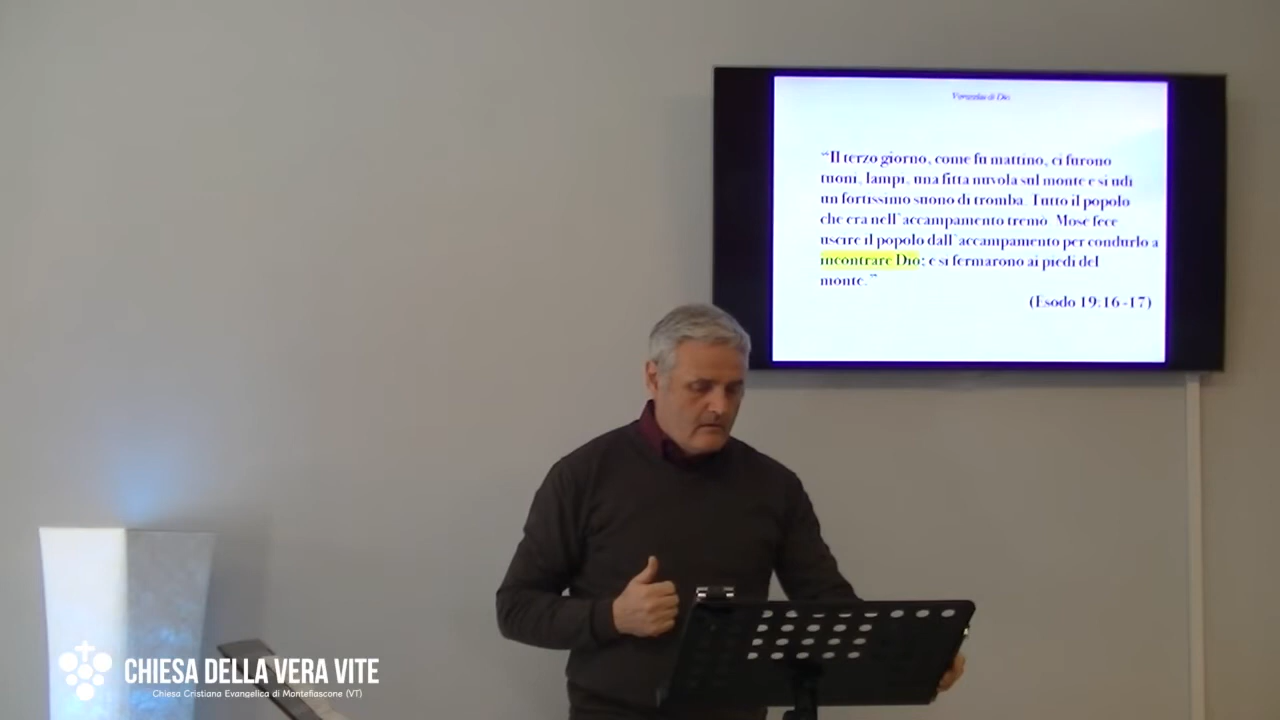 di Dio
“Il terzo giorno, come fu mattino, ci furono
tuoni, lampi, una fitta nuvola sul monte e si udì
un fortissimo suono di tromba. Tutto il popolo
che era nell'accampamento tremò. Mosè fece
uscire il popolo dall'accampamento per condurlo a
incontrare Dio; e si fermarono ai piedi del
monte.”
(Esodo 19:16-17)
CHIESA DELLA VERA VITE
Chiesa Cristiana Evangelica di Montefiascone (VT)